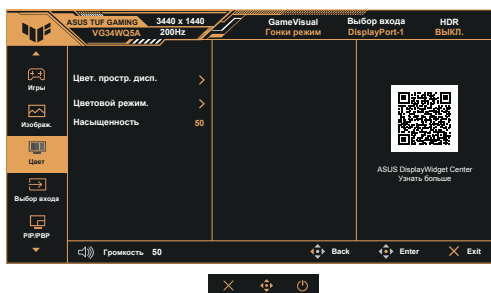 ASUS TUF GAMING
VG34WQ5A
3440 x 1440
200Hz
GameVisual
Гонки режим
Выбор входа
DisplayPort-1
HDR
ВЫКЛ.
Игры
Изображ.
Цвет
Выбор входа
PIP/PBP
Цвет. простр. дисп.
Цветовой режим.
Насыщенность 50
ASUS DisplayWidget Center
Узнать больше
Громкость 50
Back
Enter
Exit